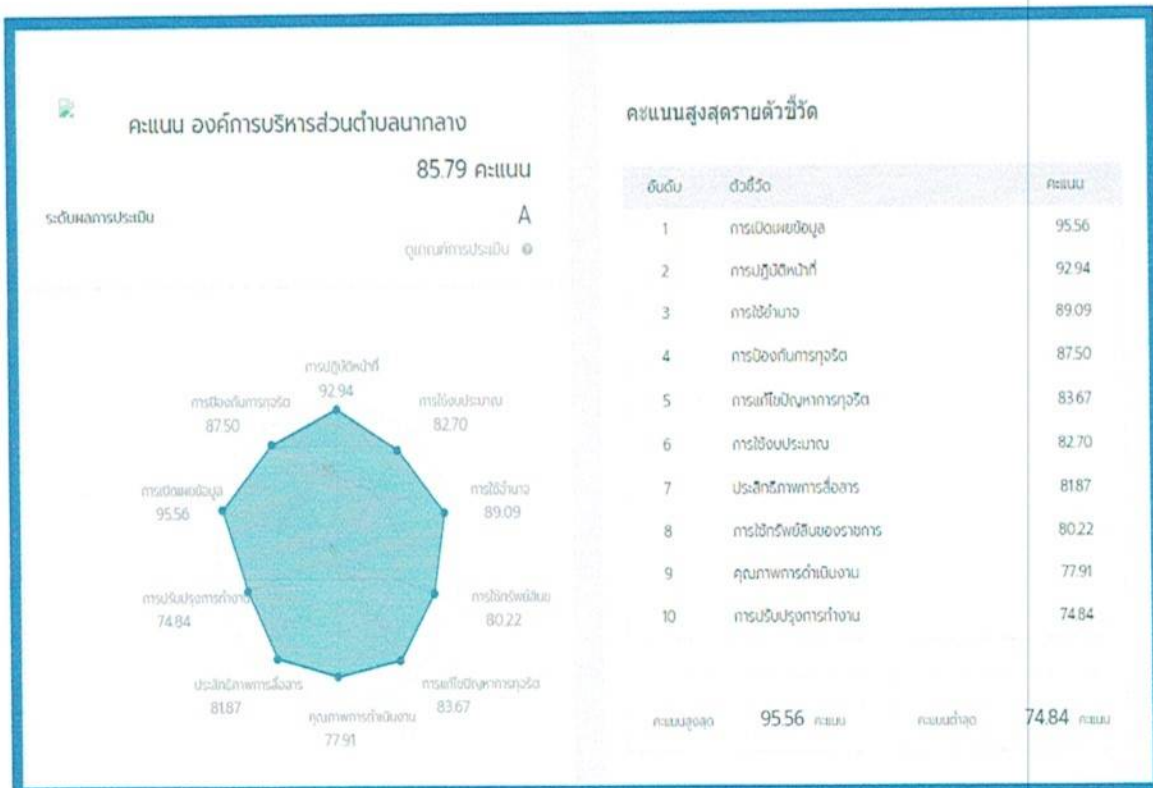 คะแนน องค์การบริหารส่วนตำบลนากลาง
85.79 คะแนน
ระดับผลการประเมิน A
ดูเกณฑ์การประเมิน
การปฏิบัติหน้าที่
92.94
การป้องกันการทุจริต
87.50
การใช้งบประมาณ
82.70
การเปิดเผยข้อมูล
95.56
การใช้อำนาจ
89.09
การปรับปรุงการทำงาน
74.84
การใช้ทรัพย์สินข
80.22
ประสิทธิภาพการสื่อสาร
81.87
การแก้ไขปัญหาการทุจริต
83.67
คุณภาพการดำเนินงาน
77.91
คะแนนสูงสุดรายตัวชี้วัด
อันดับ ตัวชี้วัด คะแนน
1 การเปิดเผยข้อมูล 95.56
2 การปฏิบัติหน้าที่ 92.94
3 การใช้อำนาจ 89.09
4 การป้องกันการทุจริต 87.50
5 การแก้ไขปัญหาการทุจริต 83.67
6 การใช้งบประมาณ 82.70
7 ประสิทธิภาพการสื่อสาร 81.87
8 การใช้ทรัพย์สินของราชการ 80.22
9 คุณภาพการดำเนินงาน 77.91
10 การปรับปรุงการทำงาน 74.84
คะแนนสูงสุด 95.56 คะแนน คะแนนต่ำสุด 74.84 คะแนน